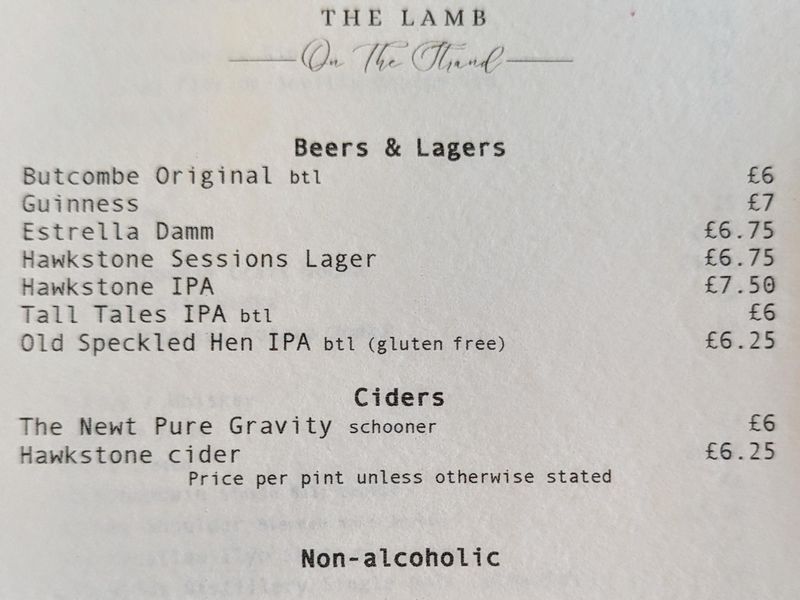 THE LAMB
On The Strand
Beers & Lagers
Butcombe Original btl £6
Guinness £7
Estrella Damm £6.75
Hawkstone Sessions Lager £6.75
Hawkstone IPA £7.50
Tall Tales IPA btl £6
Old Speckled Hen IPA btl (gluten free) £6.25
Ciders
The Newt Pure Gravity schooner £6
Hawkstone cider £6.25
Price per pint unless otherwise stated
Non-alcoholic